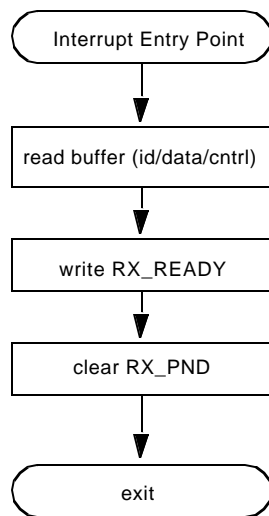 Interrupt Entry Point
read buffer (id/data/cntrl)
write RX_READY
clear RX_PND
exit